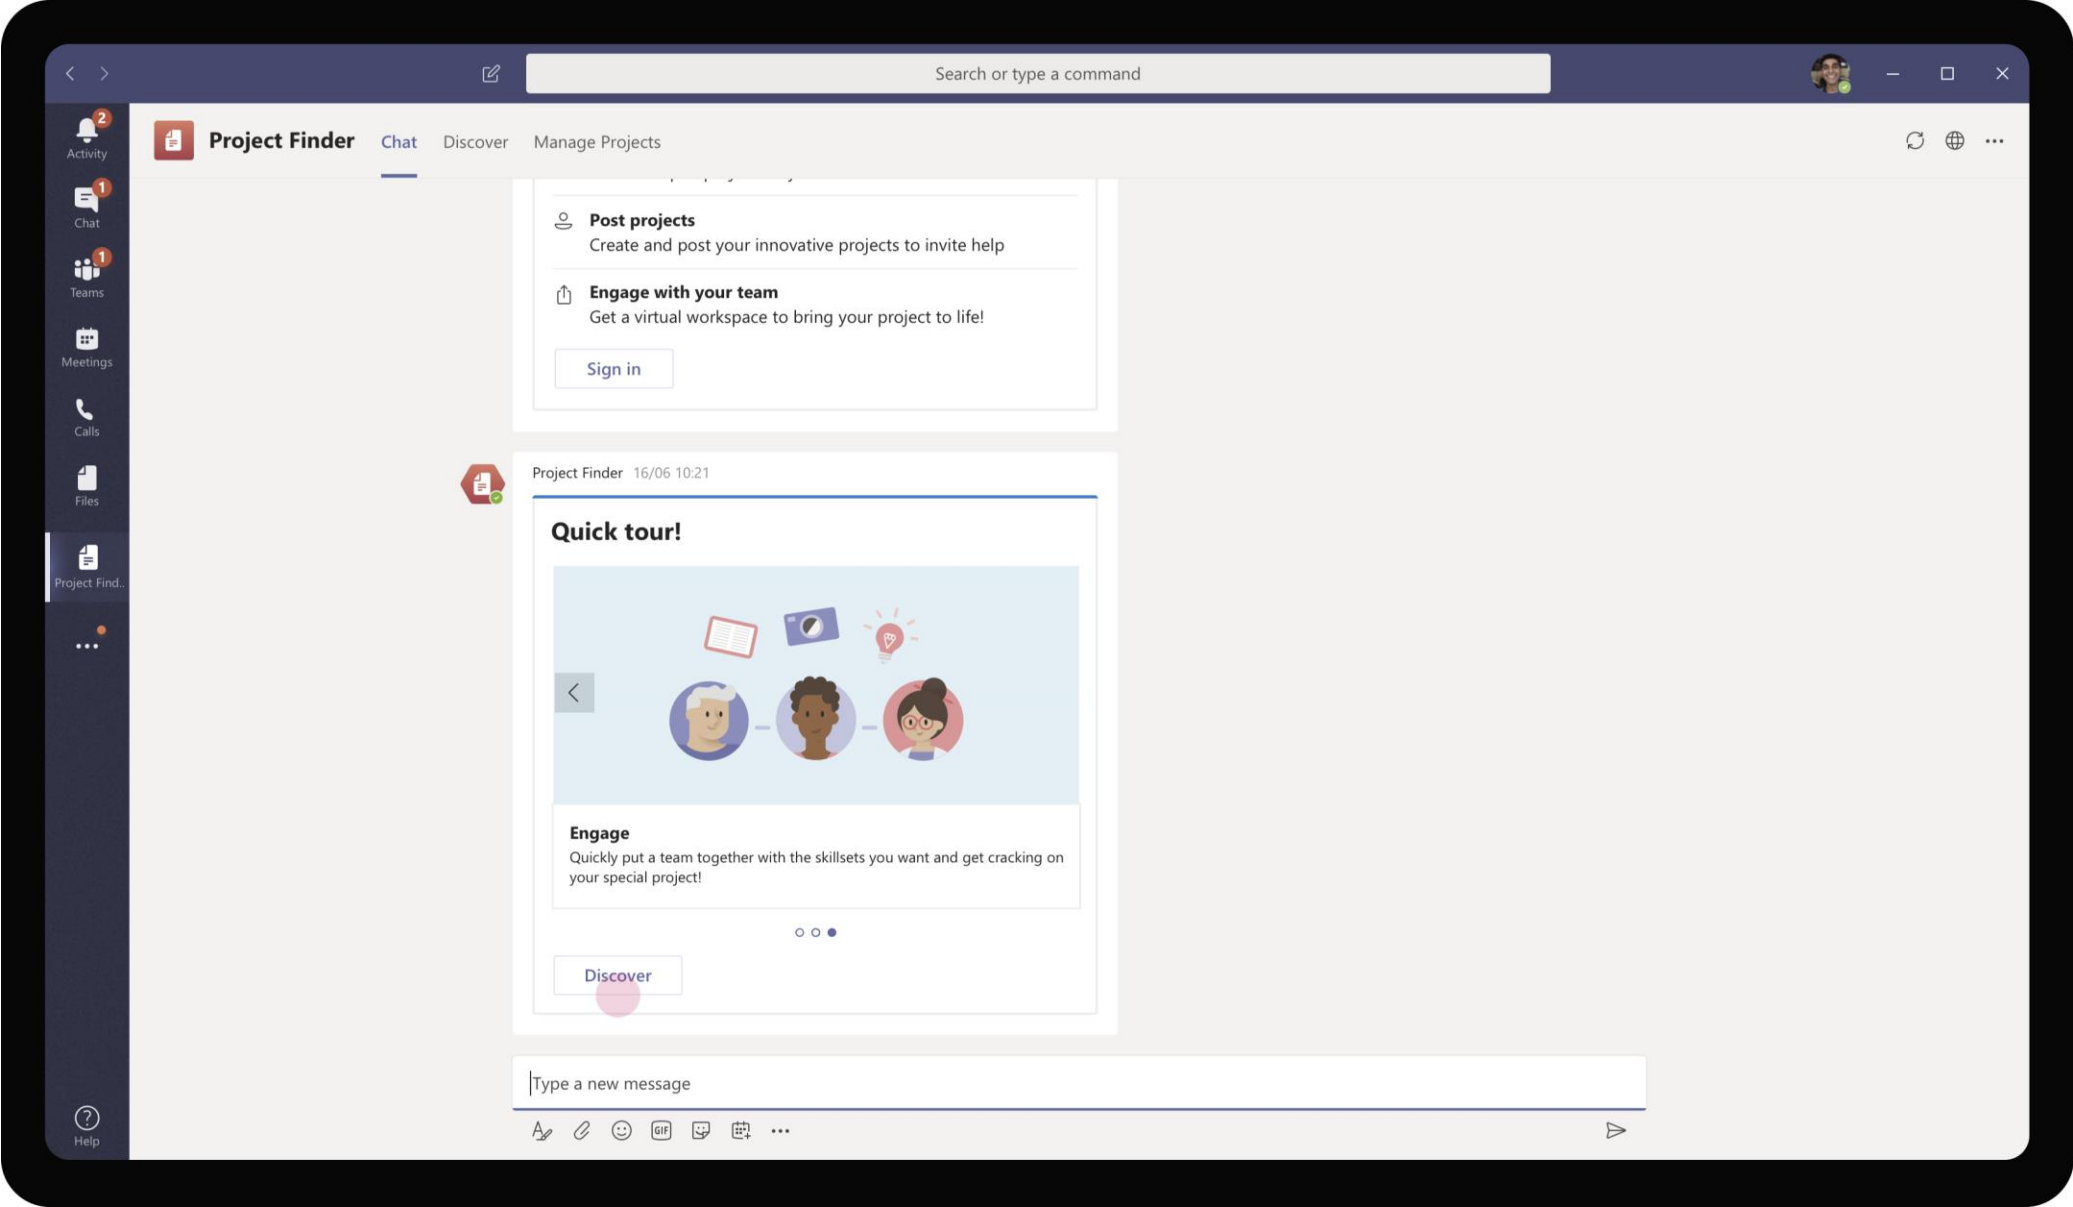 Search or type a command
2
Activity
Project Finder
Chat
Discover
Manage Projects
1
Chat
Post projects
Create and post your innovative projects to invite help
1
Teams
Engage with your team
Get a virtual workspace to bring your project to life!
Meetings
Sign in
Calls
Project Finder 16/06 10:21
Files
Quick tour!
Project Find..
Engage
Quickly put a team together with the skillsets you want and get cracking on
your special project!
Discover
Type a new message
GIF
Help